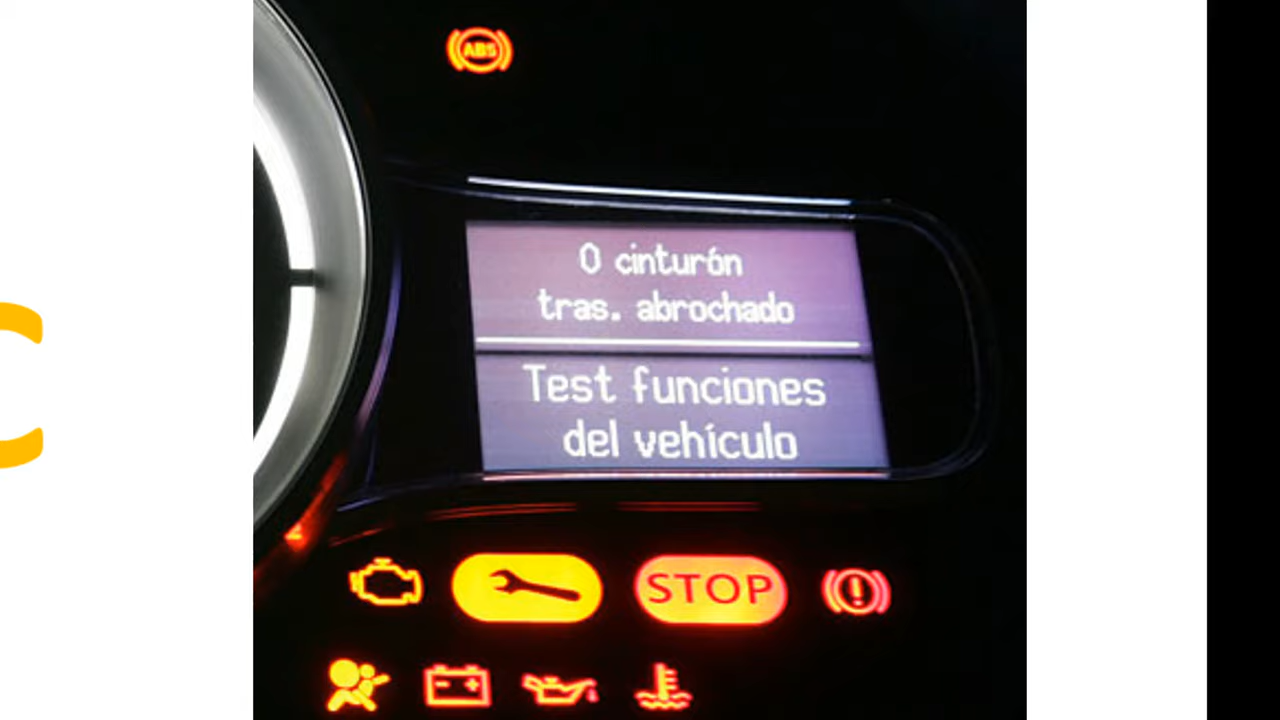 C
ABS
0 cinturón
tras. abrochado
Test funciones
del vehículo
STOP